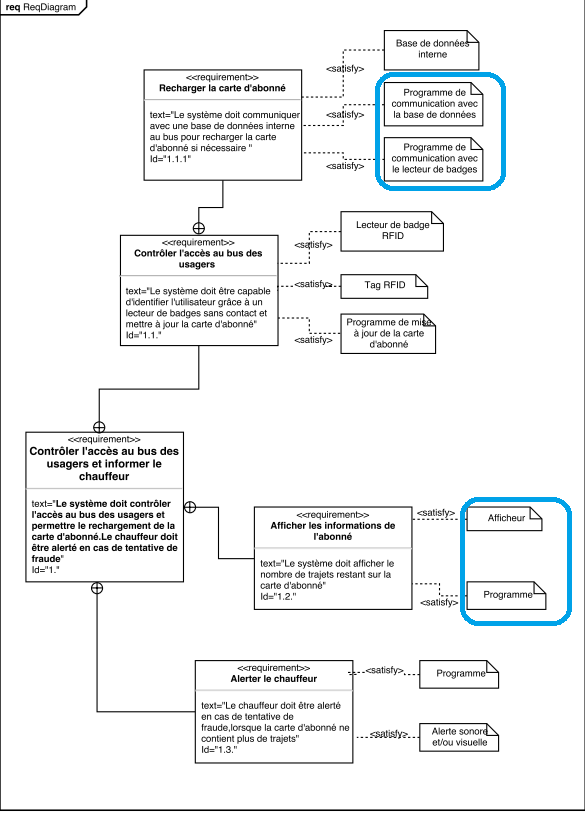 req ReqDiagram
Base de données
interne
<satisfy>
<<requirement>>
Recharger la carte d'abonné
text="Le système doit communiquer
avec une base de données interne
au bus pour recharger la carte
d'abonné si nécessaire "
Id="1.1.1"
Programme de
communication avec
la base de données
<satisfy>
Programme de
communication avec
le lecteur de badges
<satisfy>
<<requirement>>
Contrôler l'accès au bus des
usagers
text="Le système doit être capable
d'identifier l'utilisateur grâce à un
lecteur de badges sans contact et
mettre à jour la carte d'abonné"
Id="1.1."
Lecteur de badge
RFID
<satisfy>
Tag RFID
<satisfy>
Programme de mise
à jour de la carte
d'abonné
<satisfy>
<<requirement>>
Contrôler l'accès au bus des
usagers et informer le
chauffeur
text="Le système doit contrôler
l'accès au bus des usagers et
permettre le rechargement de la
carte d'abonné.Le chauffeur doit
être alerté en cas de tentative de
fraude"
Id="1."
<<requirement>>
Afficher les informations de
l'abonné
text="Le système doit afficher le
nombre de trajets restant sur la
carte d'abonné"
Id="1.2."
<satisfy>
Afficheur
Programme
<satisfy>
<<requirement>>
Alerter le chauffeur
text="Le chauffeur doit être alerté
en cas de tentative de
fraude,lorsque la carte d'abonné ne
contient plus de trajets"
Id="1.3."
<satisfy>
Programme
<satisfy>
Alerte sonore
et/ou visuelle